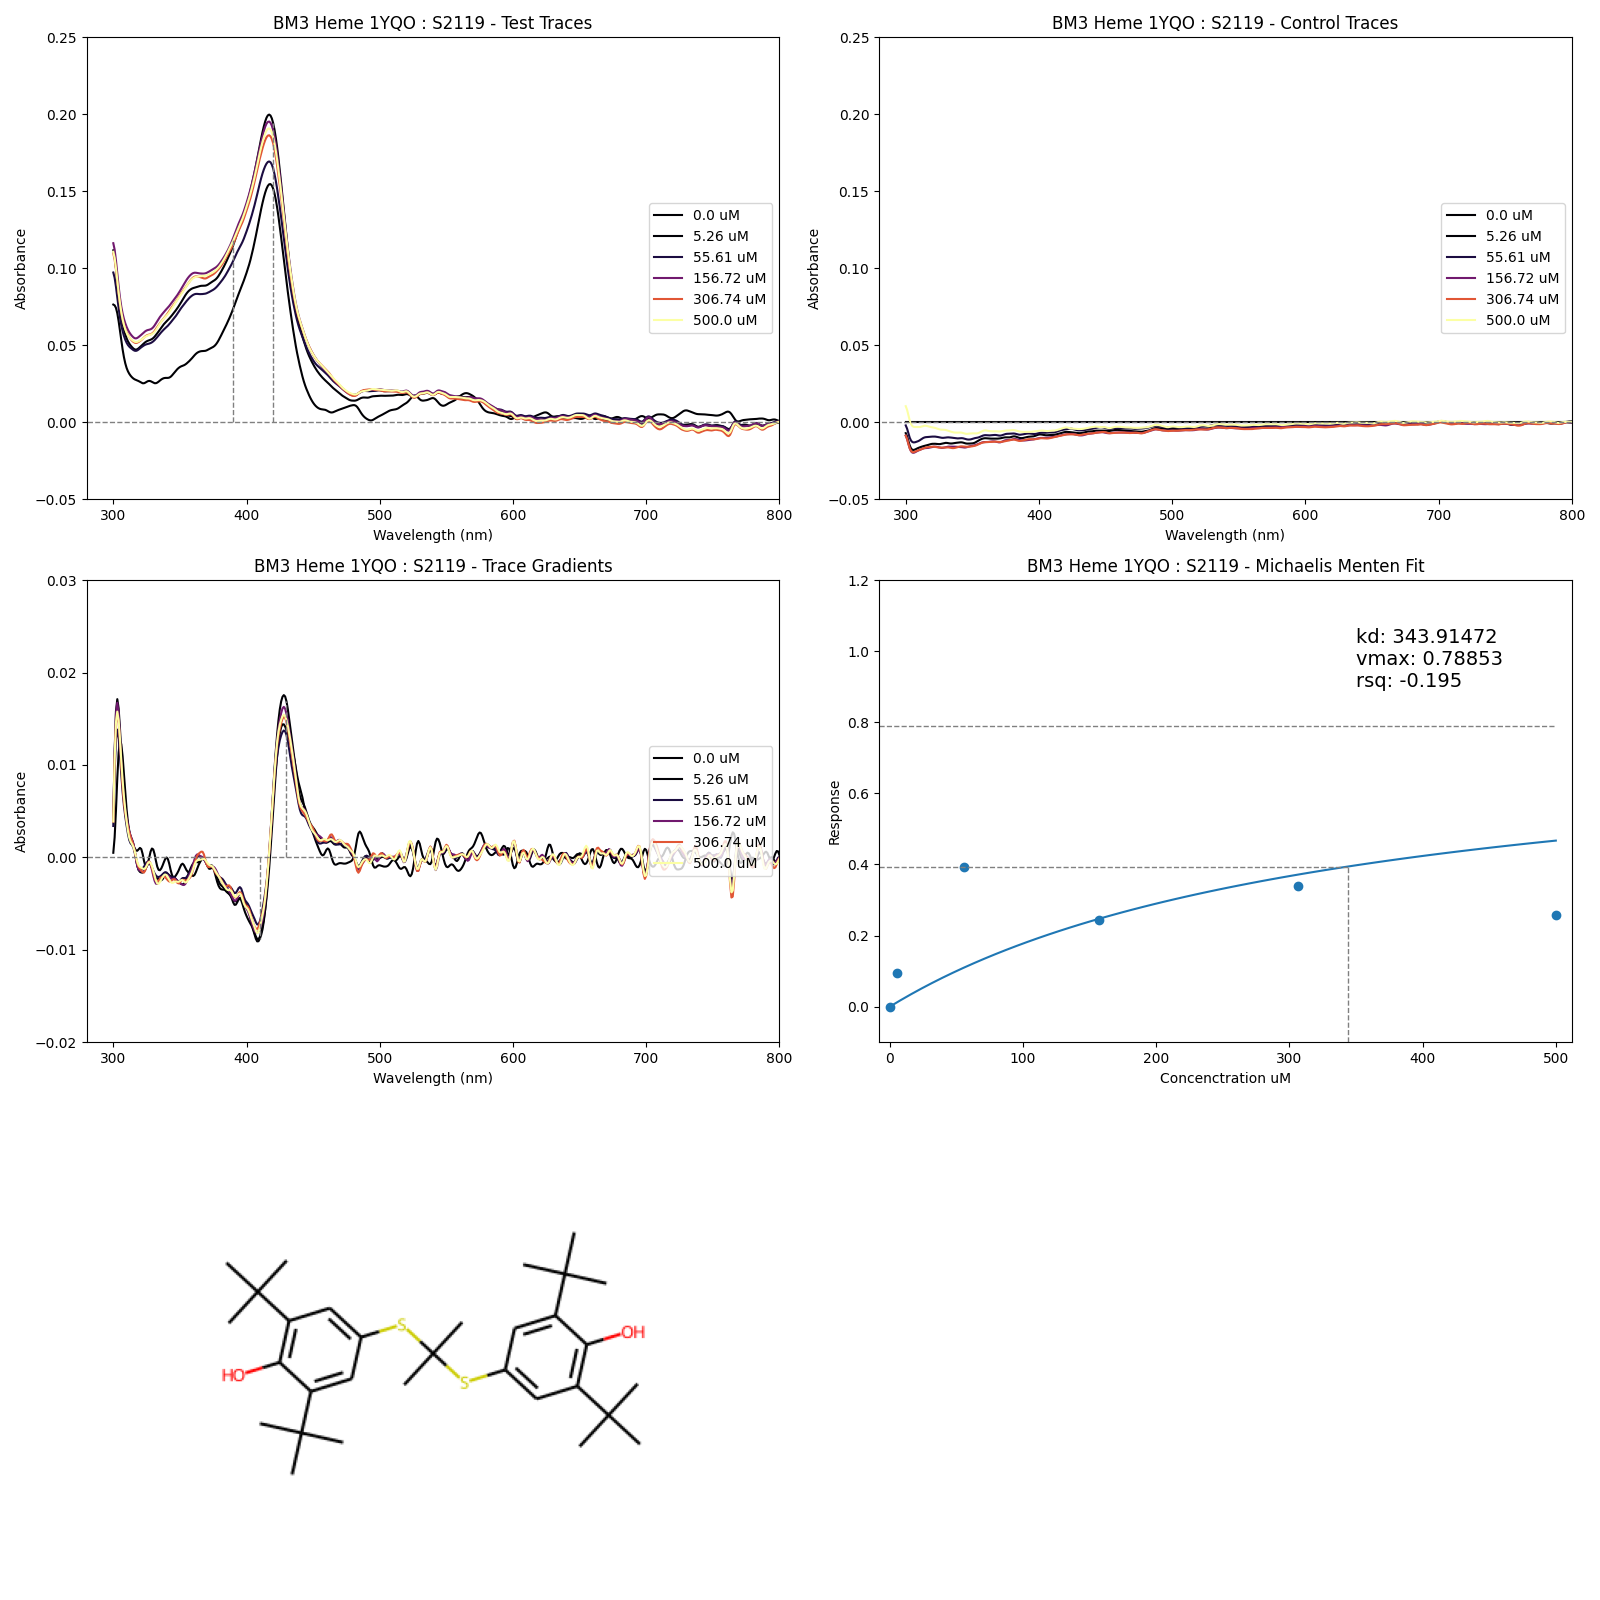 BM3 Heme 1YQO : S2119 - Test Traces
0.25
0.20
0.15
0.10
0.05
0.00
−0.05
Absorbance
0.0 uM
5.26 uM
55.61 uM
156.72 uM
306.74 uM
500.0 uM
300 400 500 600 700 800
Wavelength (nm)
BM3 Heme 1YQO : S2119 - Control Traces
0.25
0.20
0.15
0.10
0.05
0.00
−0.05
Absorbance
0.0 uM
5.26 uM
55.61 uM
156.72 uM
306.74 uM
500.0 uM
300 400 500 600 700 800
Wavelength (nm)
BM3 Heme 1YQO : S2119 - Trace Gradients
0.03
0.02
0.01
0.00
−0.01
−0.02
Absorbance
0.0 uM
5.26 uM
55.61 uM
156.72 uM
306.74 uM
500.0 uM
300 400 500 600 700 800
Wavelength (nm)
BM3 Heme 1YQO : S2119 - Michaelis Menten Fit
1.2
1.0
0.8
0.6
0.4
0.2
0.0
Response
kd: 343.91472
vmax: 0.78853
rsq: -0.195
0 100 200 300 400 500
Concenctration uM
S
OH
HO
S